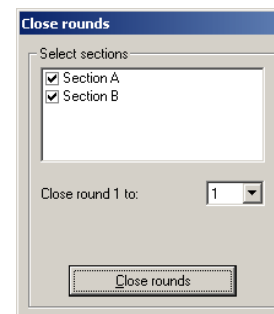 Close rounds
Select sections
Section A
Section B
Close round 1 to:
1
Close rounds